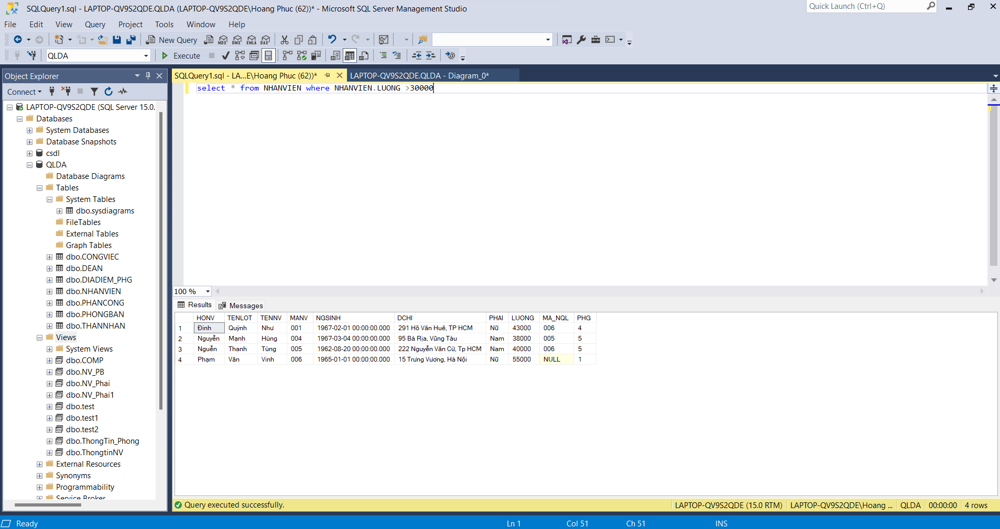 SQLQuery1.sql - LAPTOP-QV9S2QDE.QLDA (LAPTOP-QV9S2QDE\Hoang Phuc (62))* - Microsoft SQL Server Management Studio
Quick Launch (Ctrl+Q)
File Edit View Query Project Tools Window Help
New Query MDX DMX XMLA DAX
QLDA Execute
Object Explorer
Connect
LAPTOP-QV9S2QDE (SQL Server 15.0.
Databases
System Databases
Database Snapshots
csdl
QLDA
Database Diagrams
Tables
System Tables
dbo.sysdiagrams
FileTables
External Tables
Graph Tables
dbo.CONGVIEC
dbo.DEAN
dbo.DIADIEM_PHG
dbo.NHANVIEN
dbo.PHANCONG
dbo.PHONGBAN
dbo.THANNHAN
Views
System Views
dbo.COMP
dbo.NV_PB
dbo.NV_Phai
dbo.NV_Phai1
dbo.test
dbo.test1
dbo.test2
dbo.ThongTin_Phong
dbo.ThongtinNV
External Resources
Synonyms
Programmability
Service Broker
SQLQuery1.sql - LA...E\Hoang Phuc (62))* LAPTOP-QV9S2QDE.QLDA - Diagram_0*
select * from NHANVIEN where NHANVIEN.LUONG >30000
100 %
Results Messages
HONV TENLOT TENNV MANV NGSINH DCHI PHAI LUONG MA_NQL PHG
1 Đinh Quỳnh Như 001 1967-02-01 00:00:00.000 291 Hồ Văn Huê, TP HCM Nữ 43000 006 4
2 Nguyễn Mạnh Hùng 004 1967-03-04 00:00:00.000 95 Bà Rịa, Vũng Tàu Nam 38000 005 5
3 Nguễn Thanh Tùng 005 1962-08-20 00:00:00.000 222 Nguyễn Văn Cừ, Tp HCM Nam 40000 006 5
4 Phạm Văn Vinh 006 1965-01-01 00:00:00.000 15 Trưng Vương, Hà Nội Nữ 55000 NULL 1
Query executed successfully. LAPTOP-QV9S2QDE (15.0 RTM) LAPTOP-QV9S2QDE\Hoang ... QLDA 00:00:00 4 rows
Ready Ln 1 Col 51 Ch 51 INS